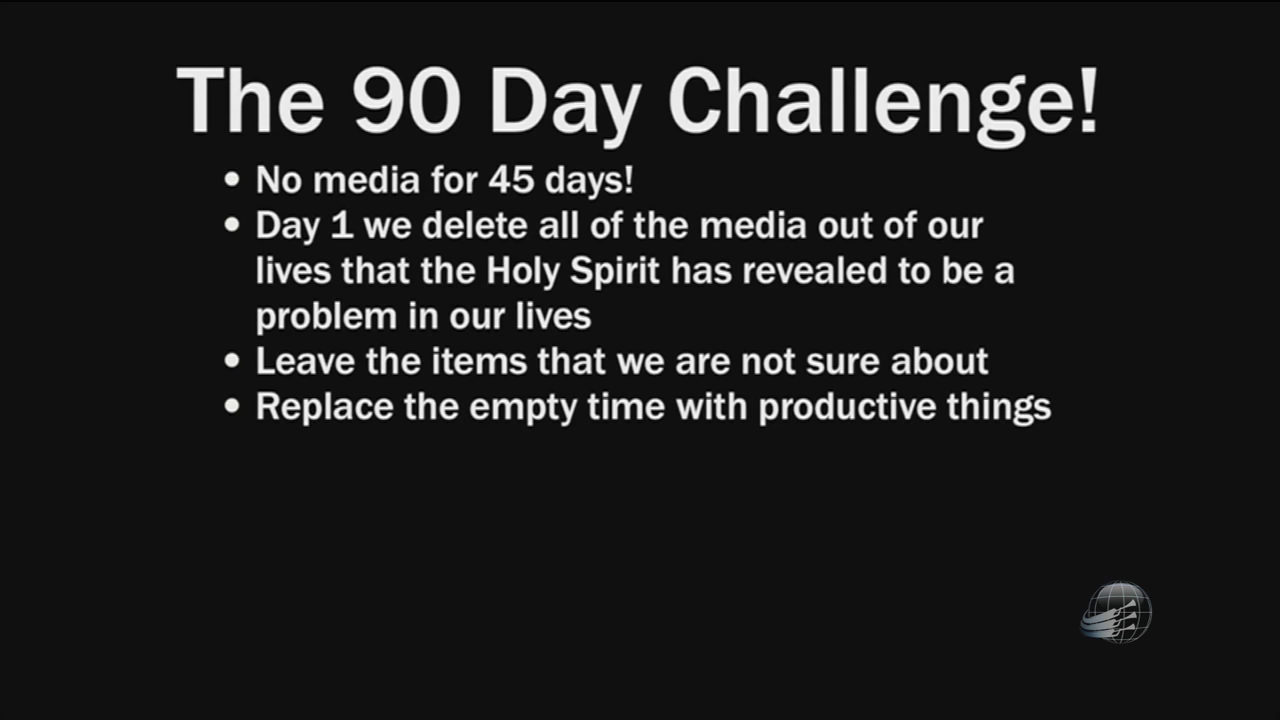 The 90 Day Challenge!
• No media for 45 days!
• Day 1 we delete all of the media out of our
lives that the Holy Spirit has revealed to be a
problem in our lives
• Leave the items that we are not sure about
• Replace the empty time with productive things